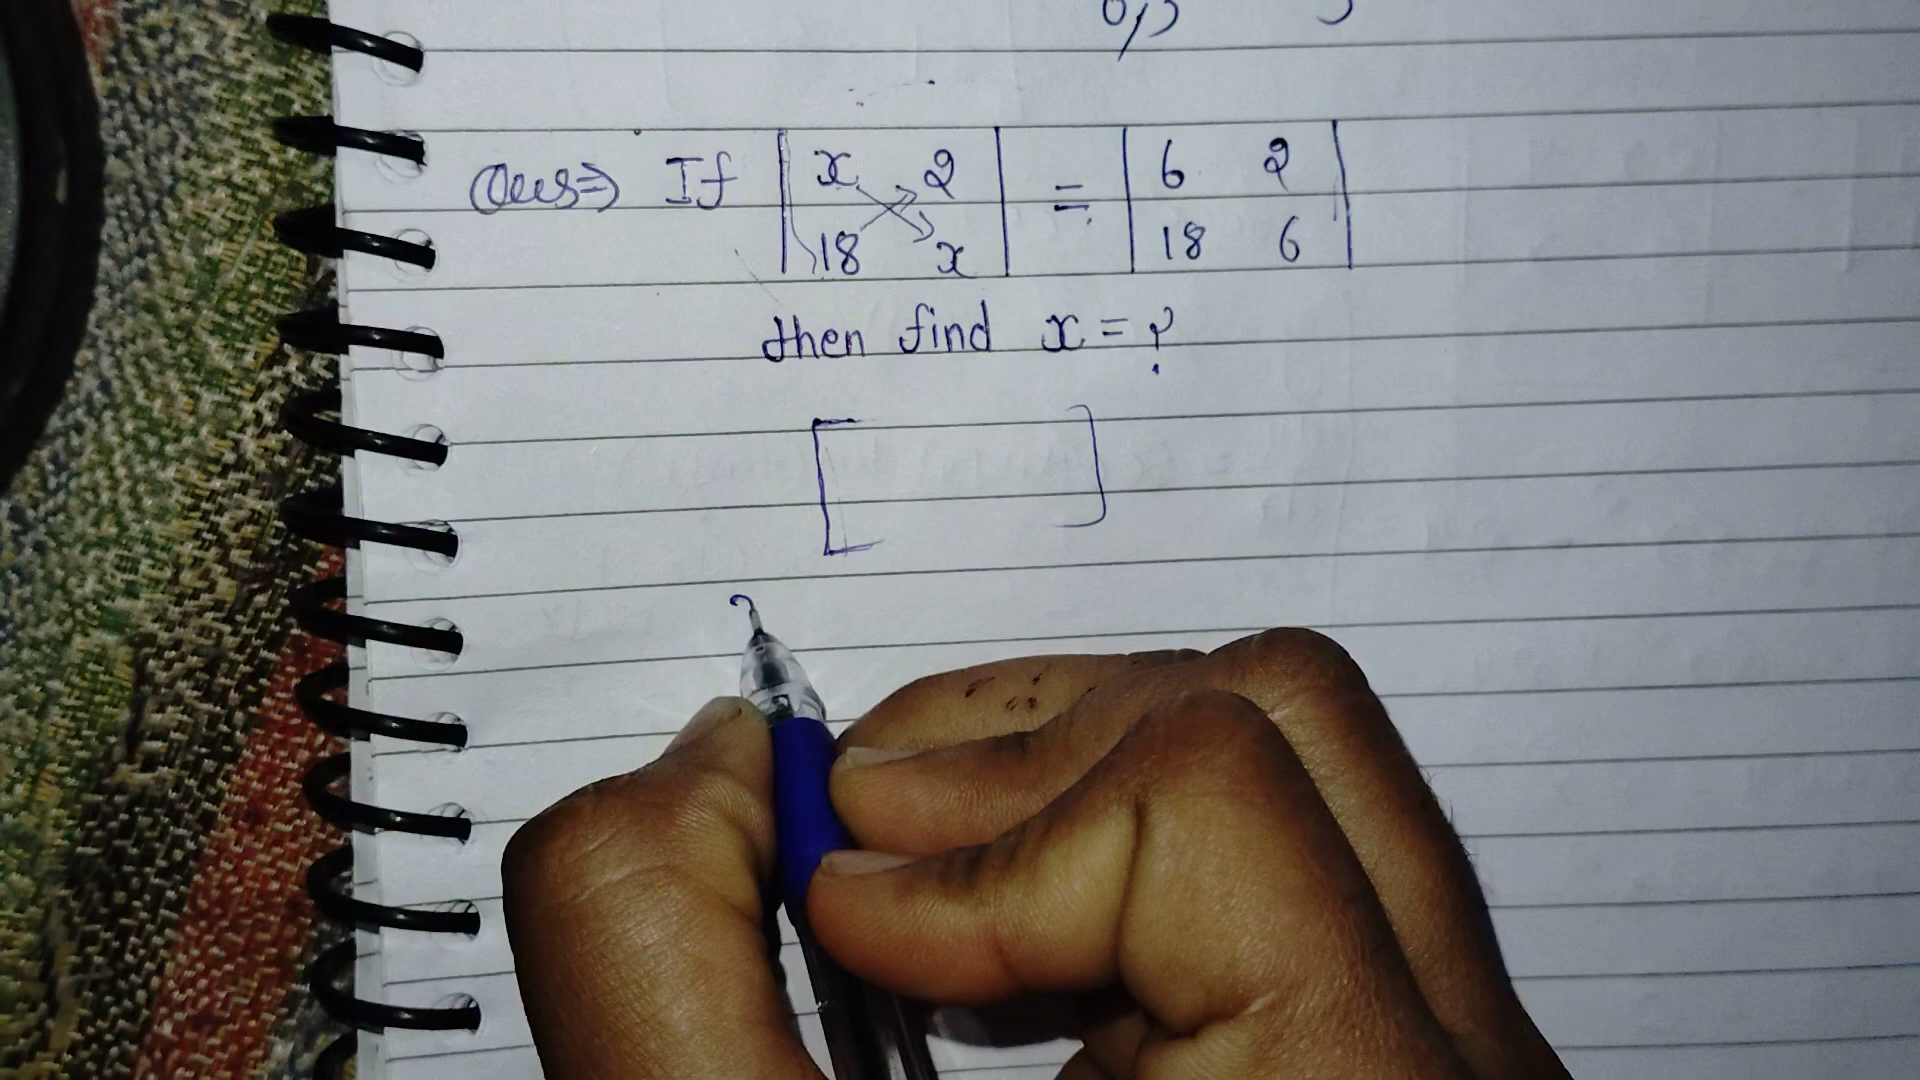 Ques⇒ If | x 2 | = | 6 2 |
| 18 x | | 18 6 |
then find x = ?